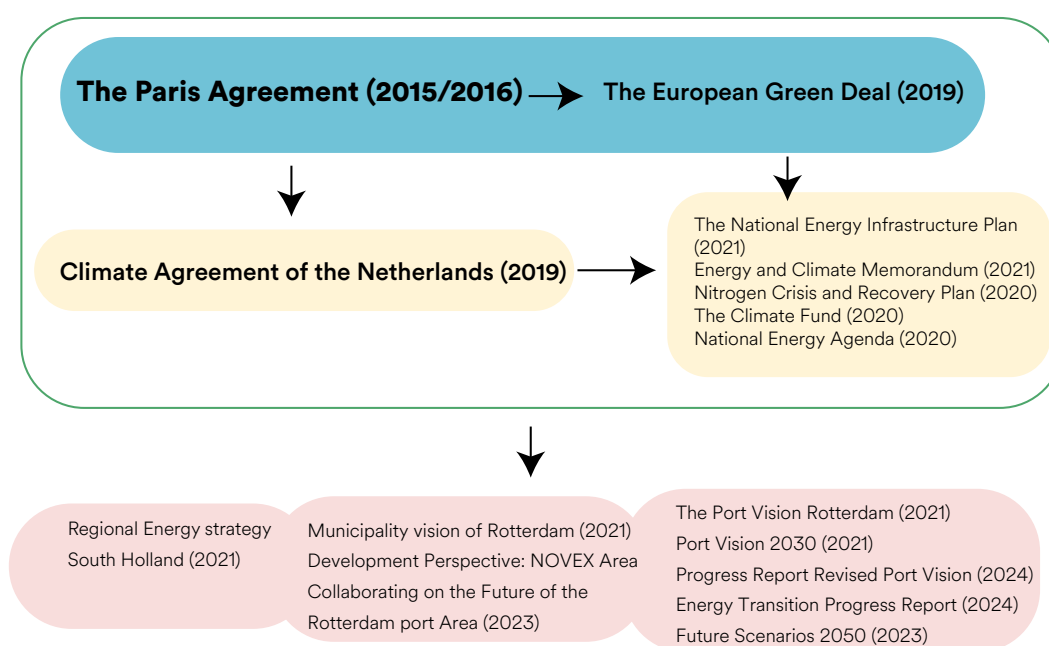 The Paris Agreement (2015/2016)
The European Green Deal (2019)
Climate Agreement of the Netherlands (2019)
The National Energy Infrastructure Plan
(2021)
Energy and Climate Memorandum (2021)
Nitrogen Crisis and Recovery Plan (2020)
The Climate Fund (2020)
National Energy Agenda (2020)
Regional Energy strategy
South Holland (2021)
Municipality vision of Rotterdam (2021)
Development Perspective: NOVEX Area
Collaborating on the Future of the
Rotterdam port Area (2023)
The Port Vision Rotterdam (2021)
Port Vision 2030 (2021)
Progress Report Revised Port Vision (2024)
Energy Transition Progress Report (2024)
Future Scenarios 2050 (2023)